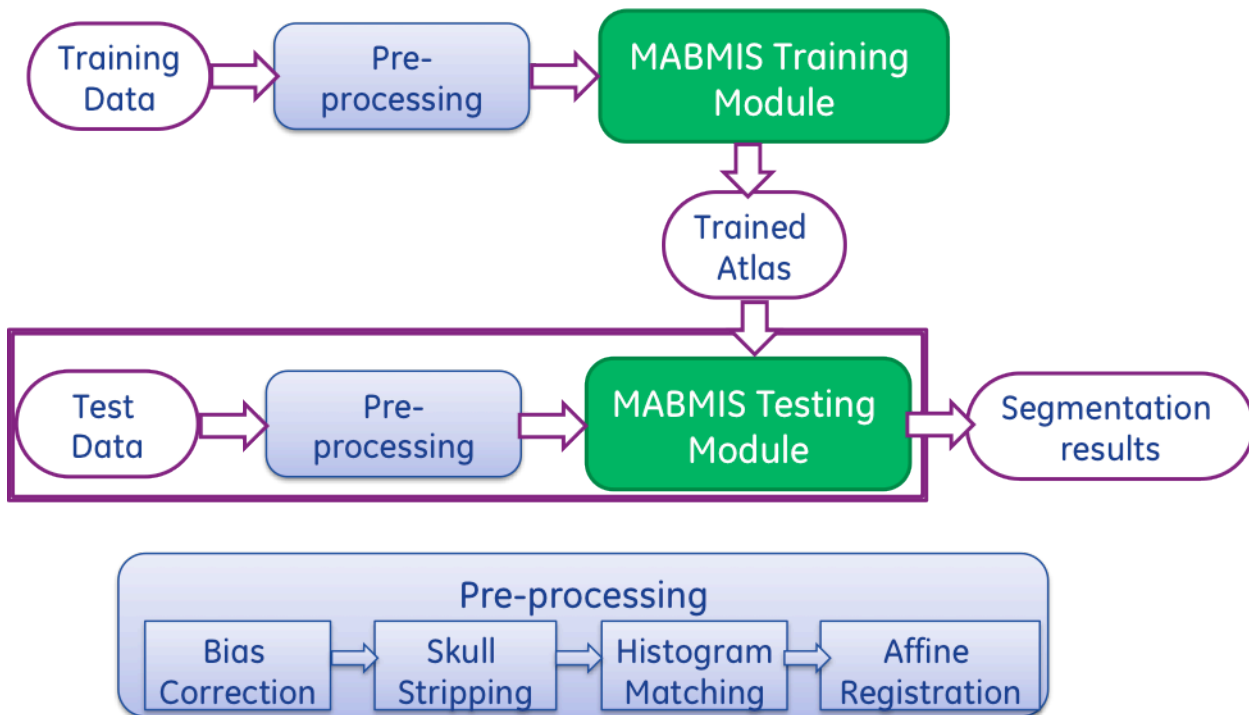 Training
Data
Pre-
processing
MABMIS Training
Module
Trained
Atlas
Test
Data
Pre-
processing
MABMIS Testing
Module
Segmentation
results
Pre-processing
Bias
Correction
Skull
Stripping
Histogram
Matching
Affine
Registration